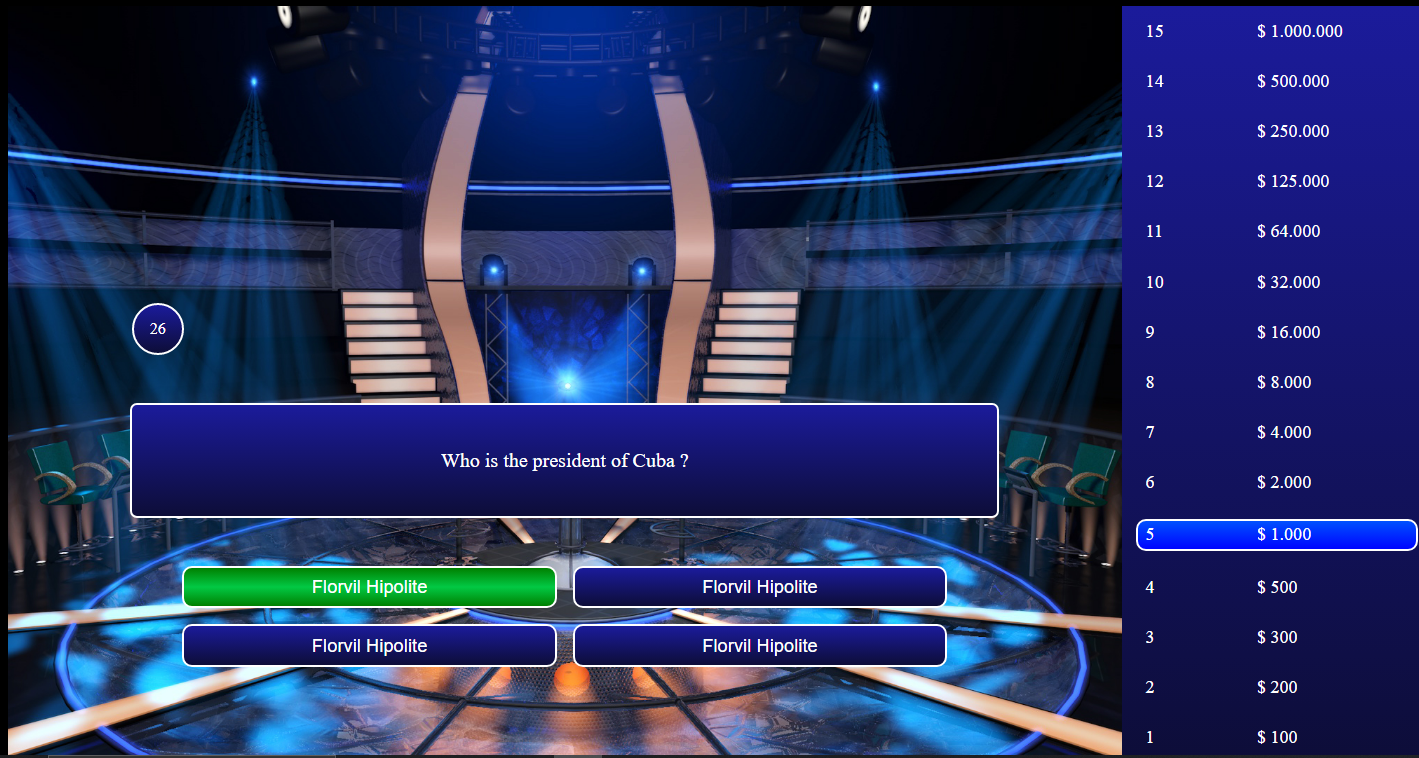 26
Who is the president of Cuba ?
Florvil Hipolite
Florvil Hipolite
Florvil Hipolite
Florvil Hipolite
15 $ 1.000.000
14 $ 500.000
13 $ 250.000
12 $ 125.000
11 $ 64.000
10 $ 32.000
9 $ 16.000
8 $ 8.000
7 $ 4.000
6 $ 2.000
5 $ 1.000
4 $ 500
3 $ 300
2 $ 200
1 $ 100